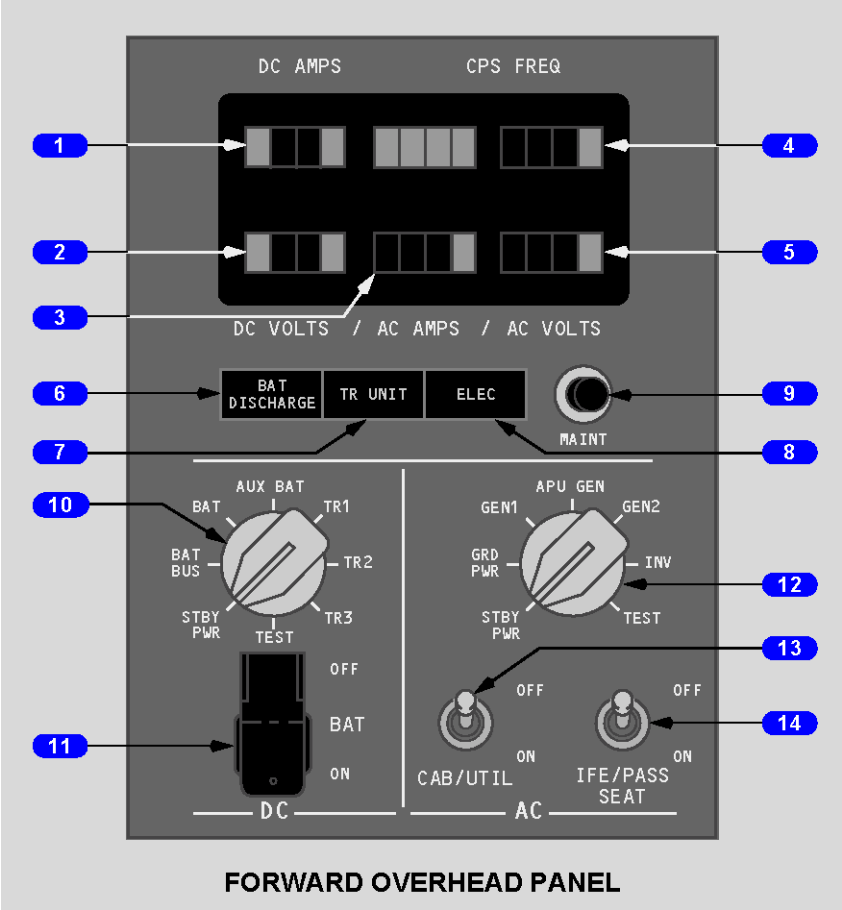 DC AMPS
CPS FREQ
1
4
2
5
3
DC VOLTS / AC AMPS / AC VOLTS
6
BAT
DISCHARGE
TR UNIT
ELEC
9
MAINT
7
8
10
AUX BAT
BAT
TR1
BAT
BUS
TR2
STBY
PWR
TR3
TEST
APU GEN
GEN1
GEN2
GRD
PWR
INV
12
STBY
PWR
TEST
13
OFF
BAT
ON
11
OFF
OFF
14
ON
ON
CAB/UTIL
IFE/PASS
SEAT
DC
AC
FORWARD OVERHEAD PANEL